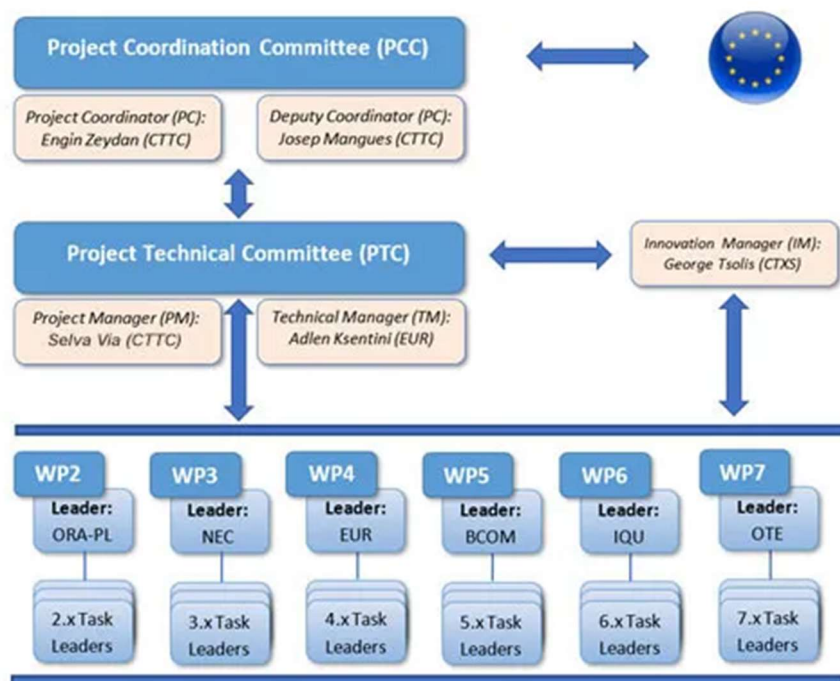 Project Coordination Committee (PCC)
Project Coordinator (PC):
Engin Zeydan (CTTC)
Deputy Coordinator (PC):
Josep Mangues (CTTC)
Project Technical Committee (PTC)
Innovation Manager (IM):
George Tsolis (CTXS)
Project Manager (PM):
Selva Via (CTTC)
Technical Manager (TM):
Adlen Ksentini (EUR)
WP2
Leader:
ORA-PL
2.x Task
Leaders
WP3
Leader:
NEC
3.x Task
Leaders
WP4
Leader:
EUR
4.x Task
Leaders
WP5
Leader:
BCOM
5.x Task
Leaders
WP6
Leader:
IQU
6.x Task
Leaders
WP7
Leader:
OTE
7.x Task
Leaders